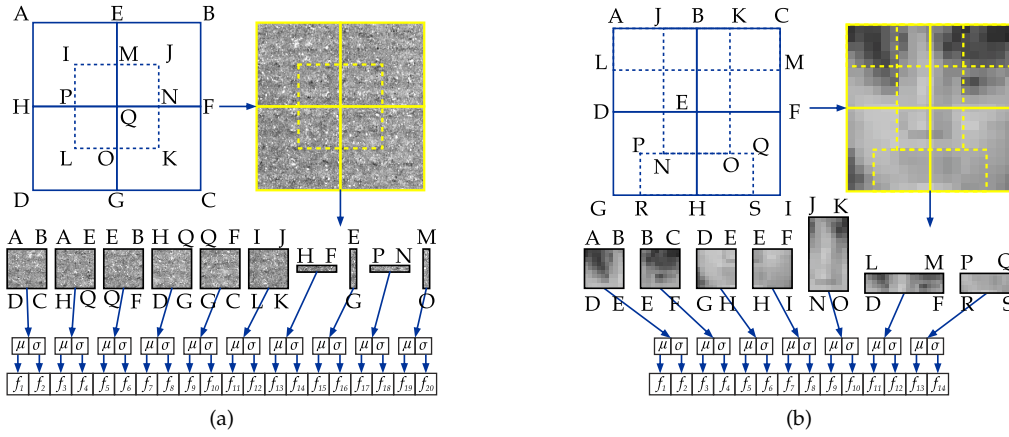 A E B
I M J
H P N F
Q
L O K
D G C
A B A E E B H Q Q F I J H F E P N M
D C H Q Q F D G G C L K G O
μ σ μ σ μ σ μ σ μ σ μ σ μ σ μ σ μ σ μ σ
f1 f2 f3 f4 f5 f6 f7 f8 f9 f10 f11 f12 f13 f14 f15 f16 f17 f18 f19 f20
(a)
A J B K C
L M
D E F
P N O Q
G R H S I
A B B C D E E F J K L M P Q
D E E F G H H I N O D F R S
μ σ μ σ μ σ μ σ μ σ μ σ μ σ
f1 f2 f3 f4 f5 f6 f7 f8 f9 f10 f11 f12 f13 f14
(b)